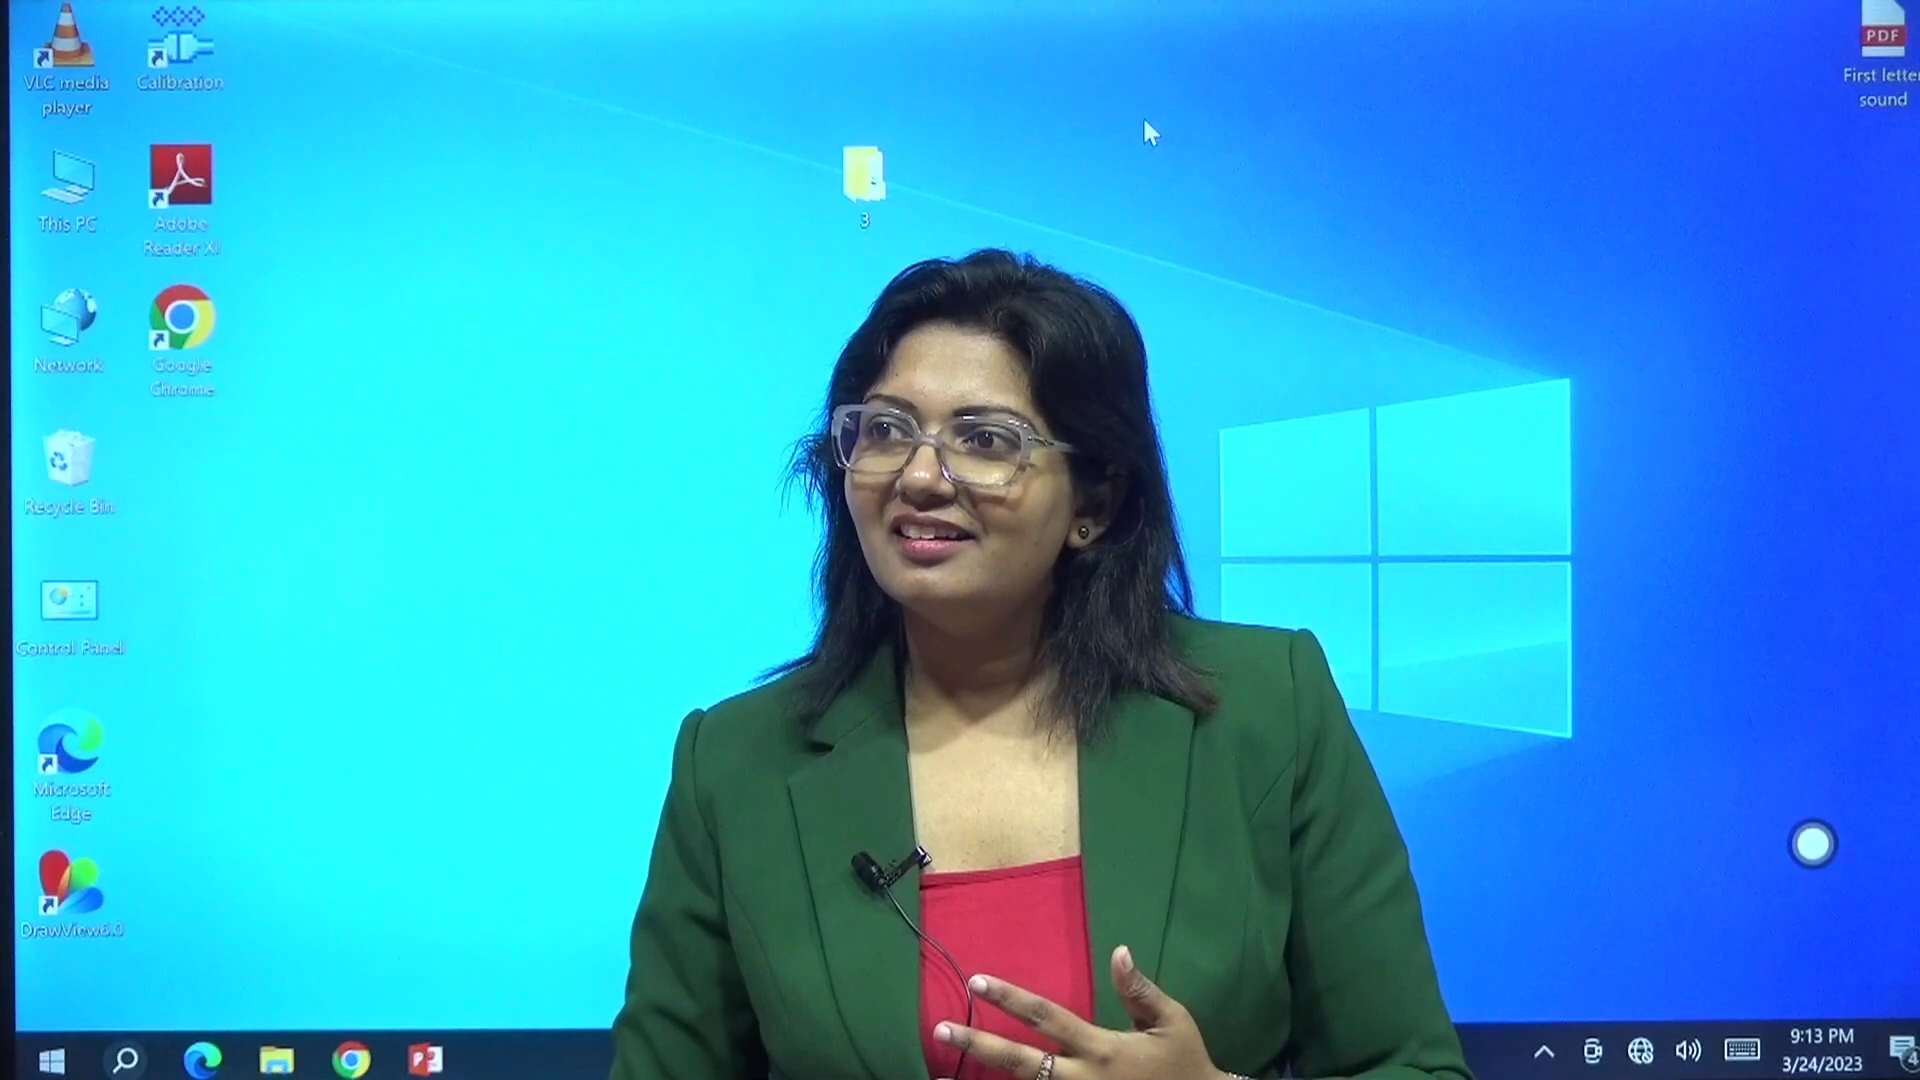 VLC media
player
Calibration
PDF
First letter
sound
This PC
Adobe
Reader XI
3
Network
Google
Chrome
Recycle Bin
Control Panel
Microsoft
Edge
DrawView6.0
9:13 PM
3/24/2023
4